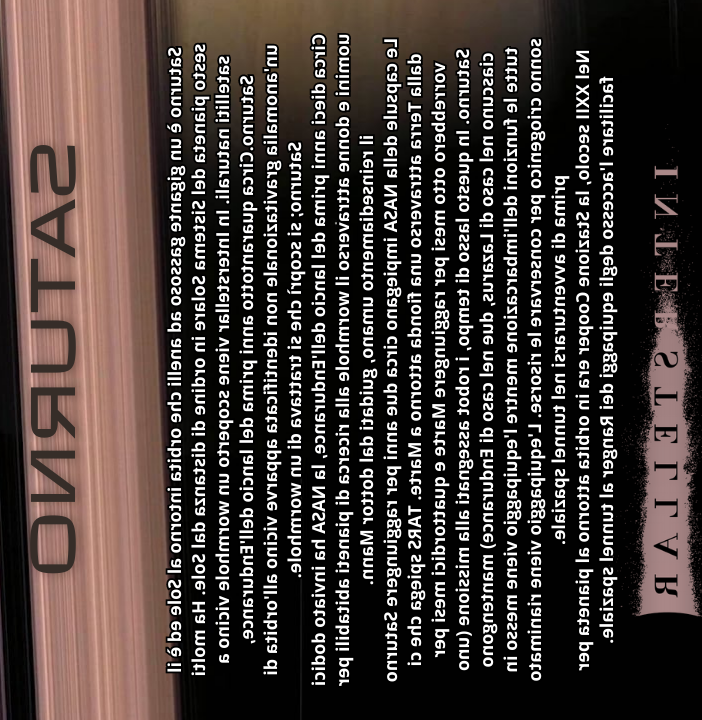 SATURNO
Saturno è un gigante gassoso ad anelli che orbita intorno al Sole ed è il
sesto pianeta del Sistema Solare in ordine di distanza dal Sole. Ha molti
satelliti naturali. In Interstellar viene scoperto un wormhole vicino a
Saturno.Circa quarantotto anni prima del lancio dell'Endurance,
un'anomalia gravitazionale non identificata apparve vicino all'orbita di
Saturno; si scoprì che si trattava di un wormhole.
Circa dieci anni prima del lancio dell'Endurance, la NASA ha inviato dodici
uomini e donne attraverso il wormhole alla ricerca di pianeti abitabili per
il reinsediamento umano, guidati dal dottor Mann.
Le capsule della NASA impiegano circa due anni per raggiungere Saturno
dalla Terra attraverso una fionda attorno a Marte. TARS spiega che ci
vorrebbero otto mesi per raggiungere Marte e quattordici mesi per
Saturno. In questo lasso di tempo, i robot assegnati alla missione (uno
ciascuno nel caso di Lazarus, due nel caso di Endurance) mantengono
tutte le funzioni dell'imbarcazione mentre l'equipaggio viene messo in
sonno criogenico per conservare le risorse. L'equipaggio viene rianimato
prima di avventurarsi nel tunnel spaziale.
Nel XXII secolo, la Stazione Cooper era in orbita attorno al pianeta per
facilitare l'accesso degli equipaggi dei Ranger al tunnel spaziale.
INTERSTELLAR